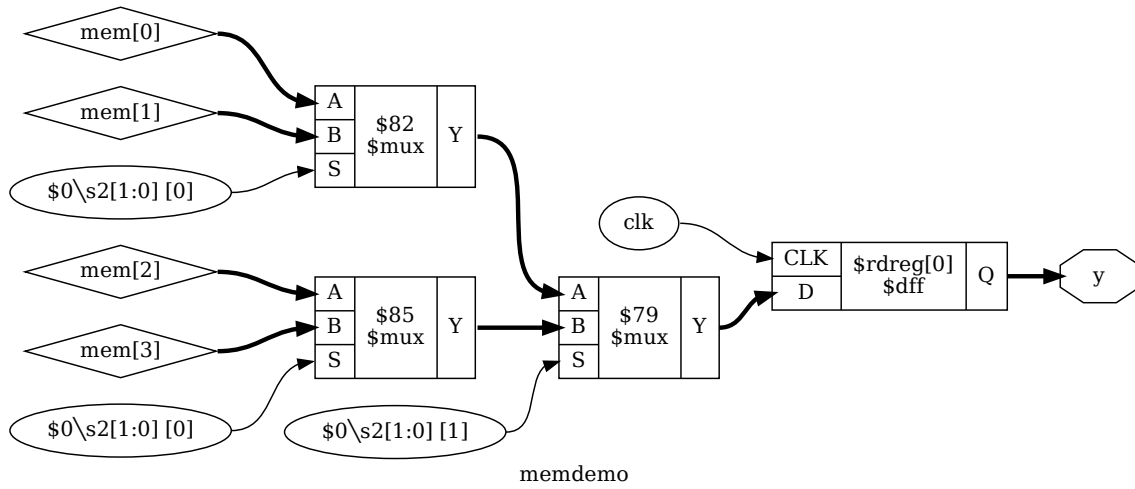 mem[0]
mem[1]
$0\s2[1:0] [0]
A
B
S
$82
$mux
Y
mem[2]
mem[3]
$0\s2[1:0] [0]
A
B
S
$85
$mux
Y
$0\s2[1:0] [1]
A
B
S
$79
$mux
Y
clk
CLK
D
$rdreg[0]
$dff
Q
y
memdemo